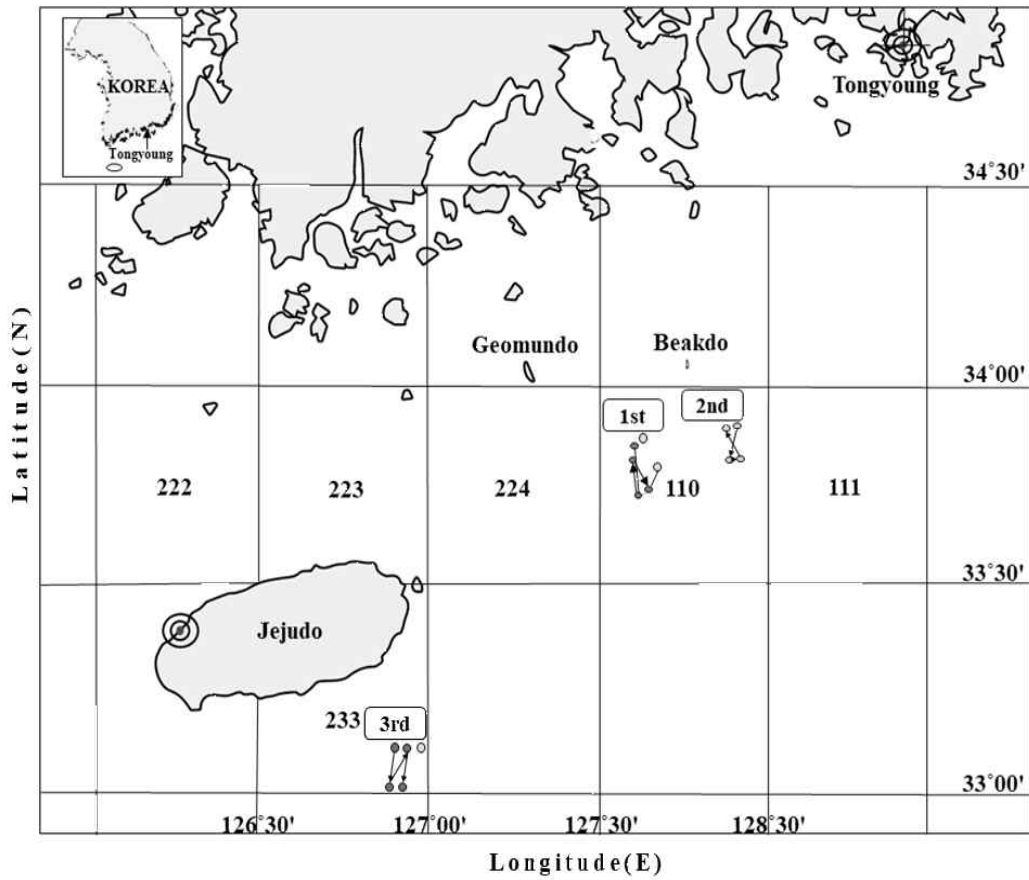 KOREA
Tongyoung
Tongyoung
34°30'
Geomundo
Beakdo
34°00'
1st
2nd
222
223
224
110
111
33°30'
Jejudo
233
3rd
33°00'
126°30'
127°00'
127°30'
128°30'
Latitude(N)
Longitude(E)